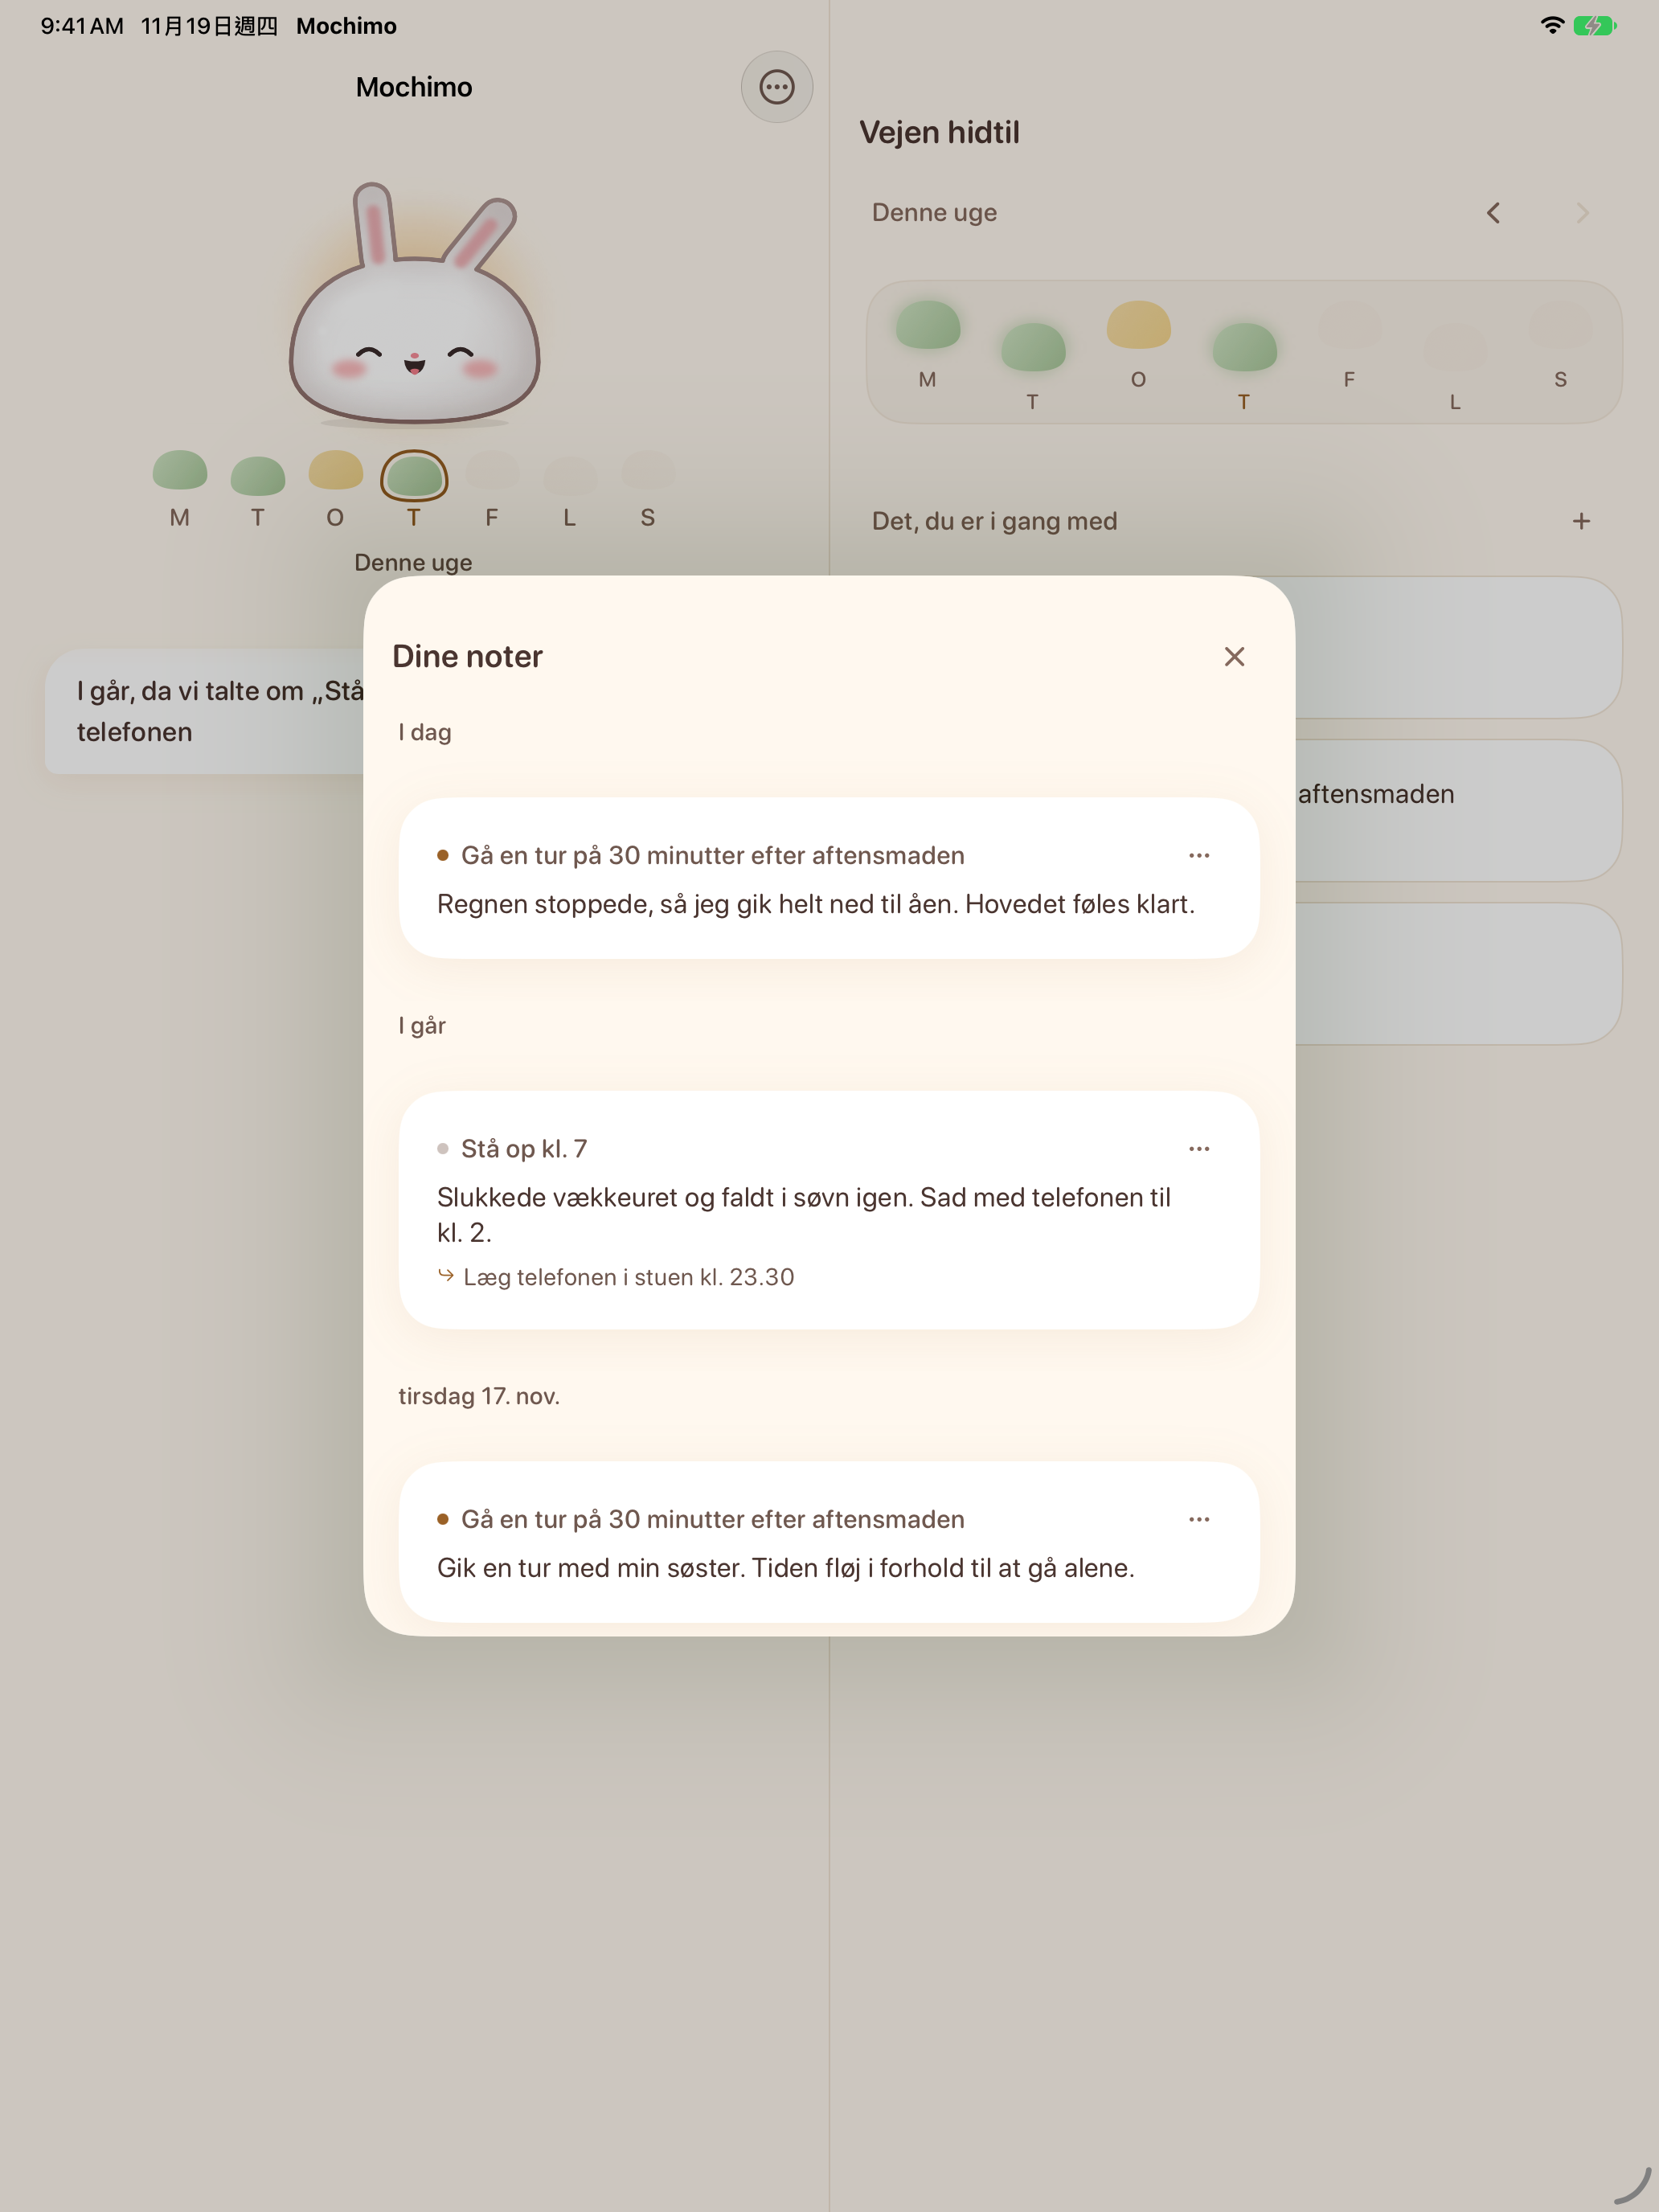 9:41 AM 11月19日週四 Mochimo
Mochimo
M T O T F L S
Denne uge
I går, da vi talte om „Stå
telefonen
Vejen hidtil
Denne uge
M T O T F L S
Det, du er i gang med
aftensmaden
Dine noter
I dag
Gå en tur på 30 minutter efter aftensmaden
Regnen stoppede, så jeg gik helt ned til åen. Hovedet føles klart.
I går
Stå op kl. 7
Slukkede vækkeuret og faldt i søvn igen. Sad med telefonen til
kl. 2.
Læg telefonen i stuen kl. 23.30
tirsdag 17. nov.
Gå en tur på 30 minutter efter aftensmaden
Gik en tur med min søster. Tiden fløj i forhold til at gå alene.